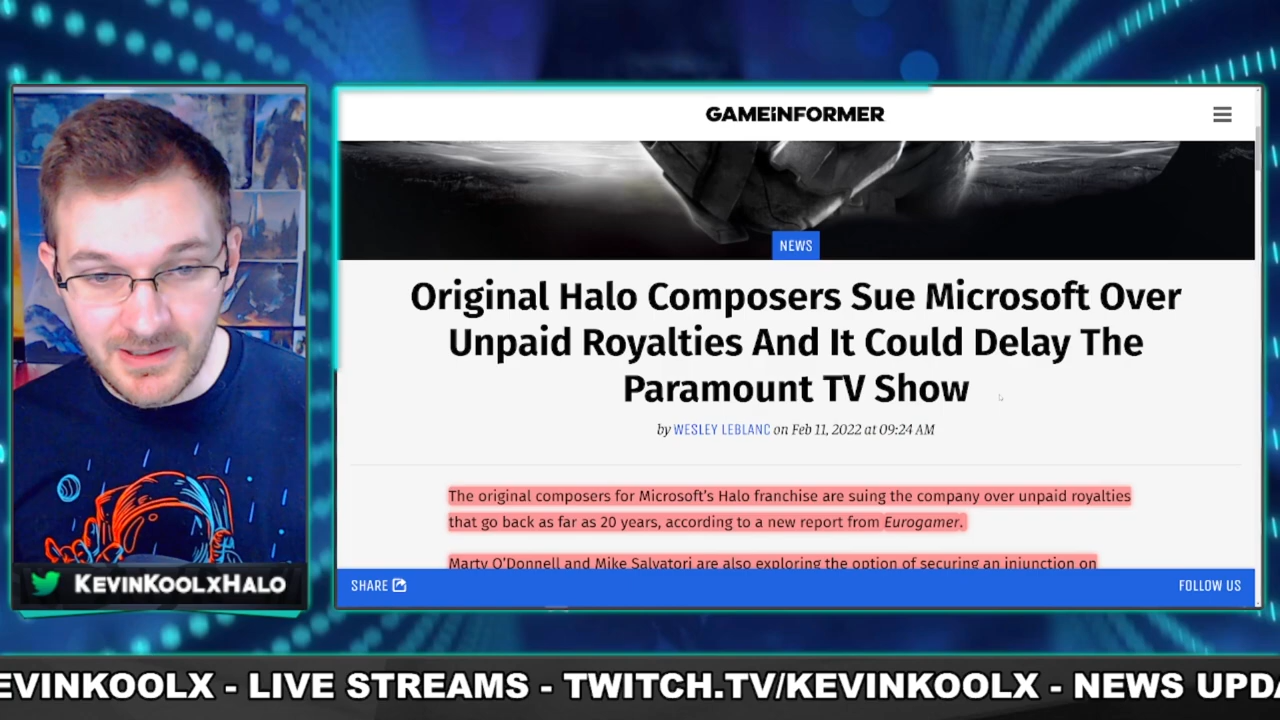 GAMEiNFORMER
NEWS
Original Halo Composers Sue Microsoft Over
Unpaid Royalties And It Could Delay The
Paramount TV Show
by WESLEY LEBLANC on Feb 11, 2022 at 09:24 AM
The original composers for Microsoft's Halo franchise are suing the company over unpaid royalties
that go back as far as 20 years, according to a new report from Eurogamer.
Marty O'Donnell and Mike Salvatori are also exploring the option of securing an injunction on
SHARE
FOLLOW US
KEVINKOOLXHALO
EVINKOOLX - LIVE STREAMS - TWITCH.TV/KEVINKOOLX - NEWS UPDA